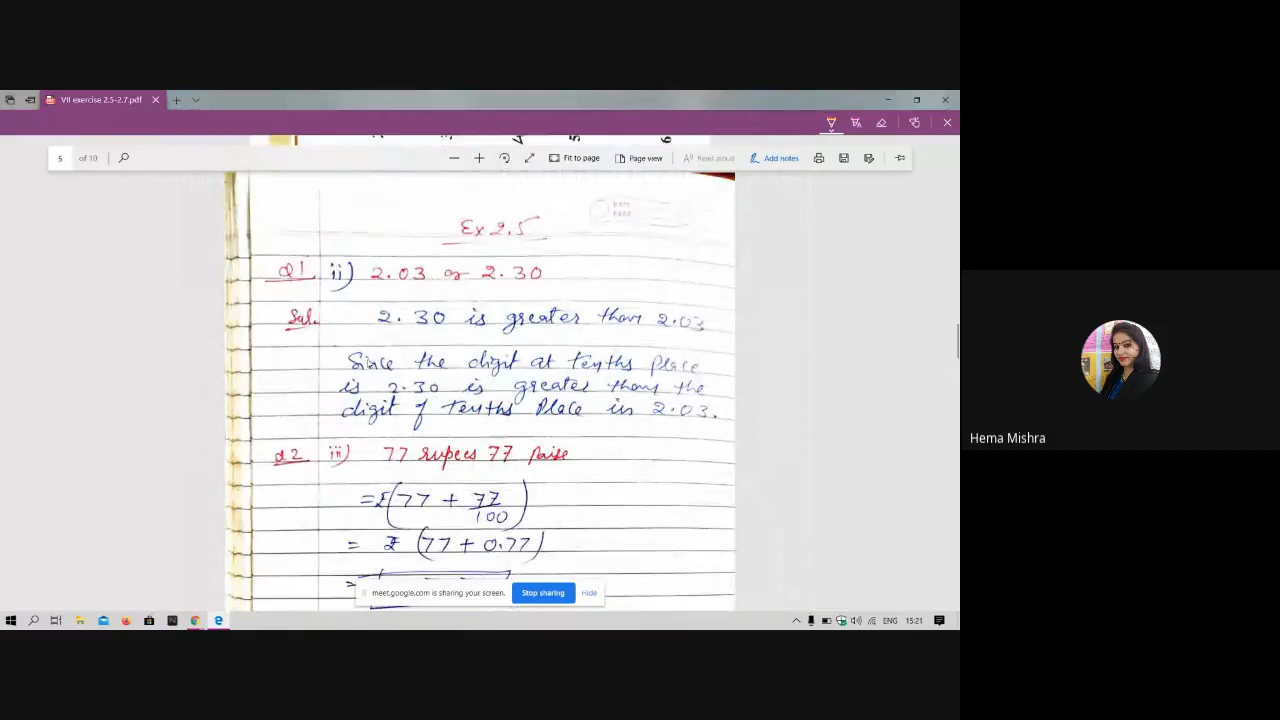 VII exercise 2.5-2.7.pdf
5 of 10
Fit to page
Page view
Read aloud
Add notes
DATE
PAGE
Ex 2.5
Q1 ii) 2.03 or 2.30
Sol. 2.30 is greater than 2.03
Since the digit at tenths place
is 2.30 is greater than the
digit of tenths Place in 2.03.
Q2 iii) 77 rupees 77 paise
=₹(77 + 77/100)
= ₹ (77 + 0.77)
=
meet.google.com is sharing your screen.
Stop sharing
Hide
ENG
15:21
Hema Mishra